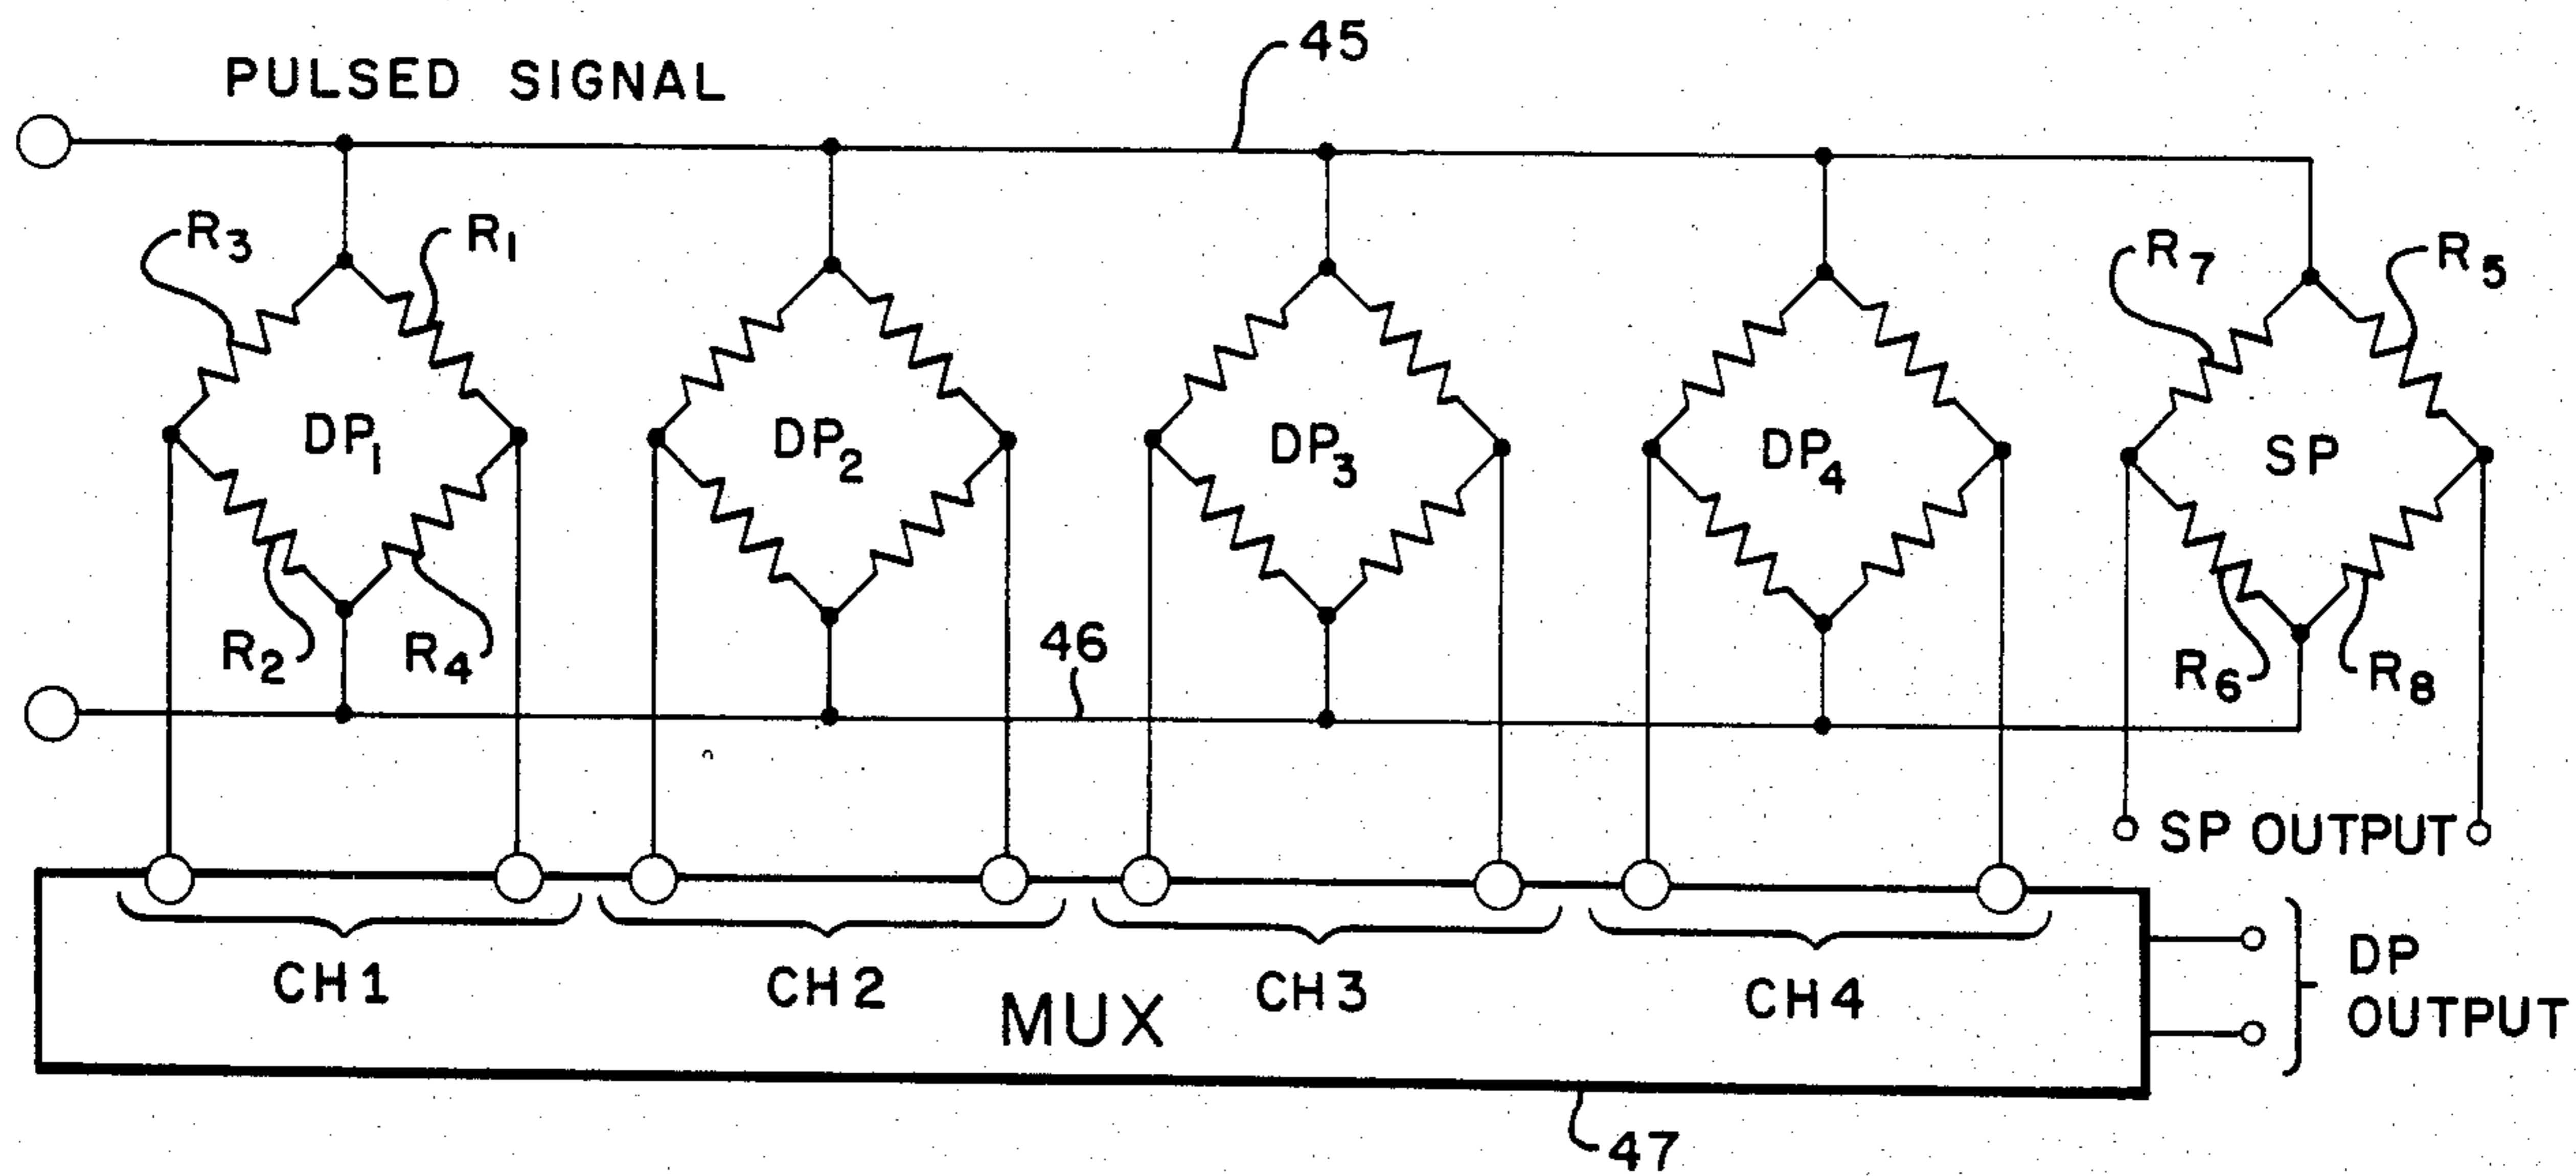 45
PULSED SIGNAL
R3
R1
R7
R5
DP1
DP2
DP3
DP4
SP
R2
R4
46
R6
R8
SP OUTPUT
CH1
CH2
CH3
CH4
MUX
DP
OUTPUT
47